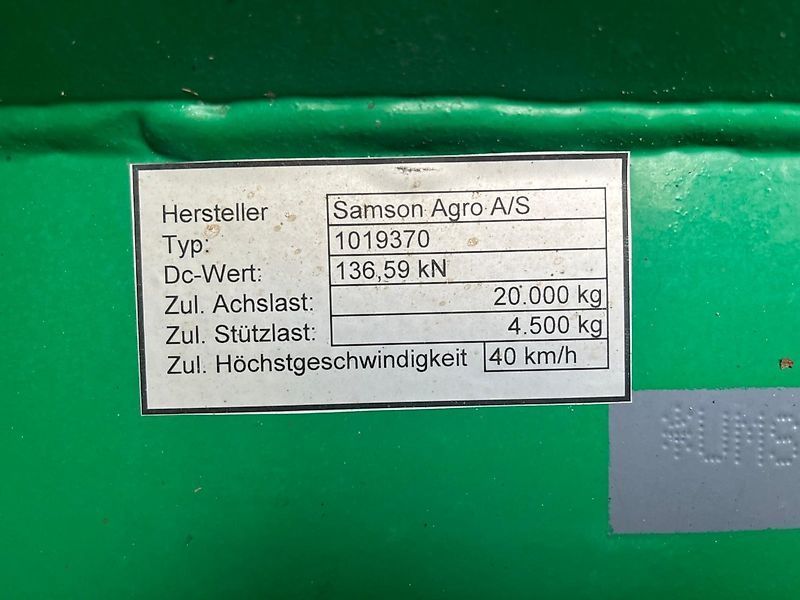 Hersteller Samson Agro A/S
Typ: 1019370
Dc-Wert: 136,59 kN
Zul. Achslast: 20.000 kg
Zul. Stützlast: 4.500 kg
Zul. Höchstgeschwindigkeit 40 km/h
*UMS